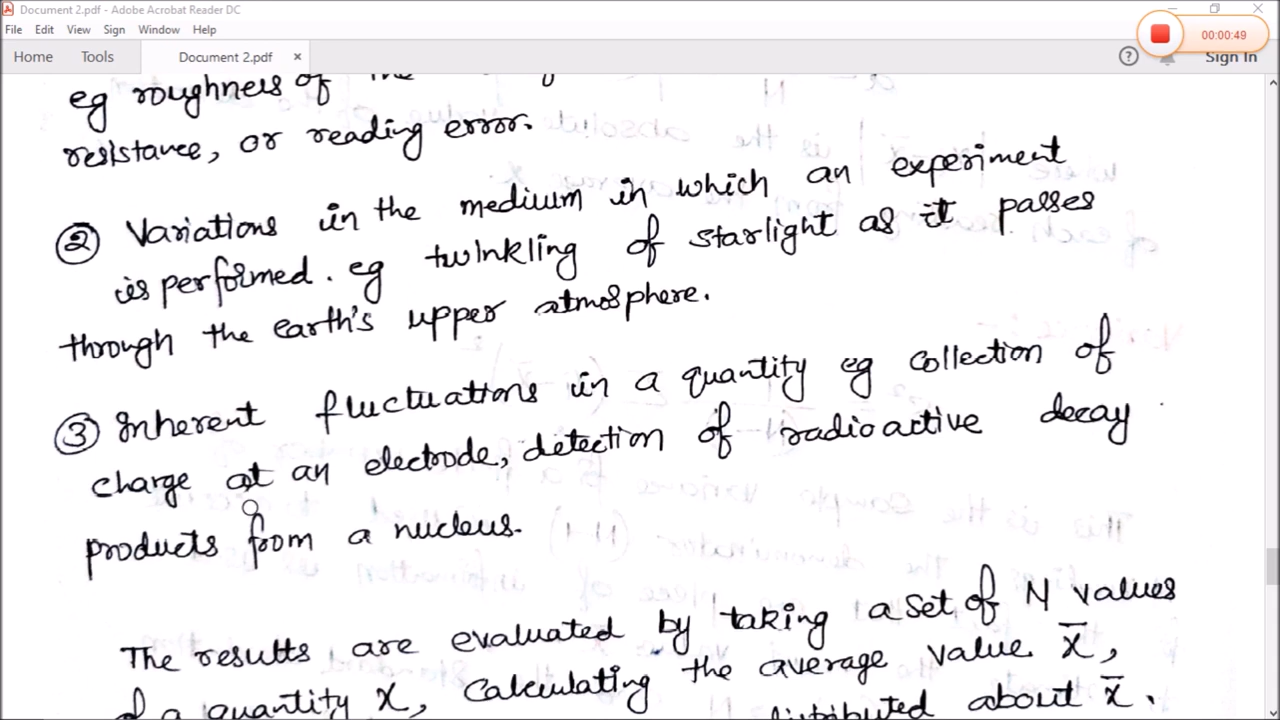 Document 2.pdf - Adobe Acrobat Reader DC
File Edit View Sign Window Help
00:00:49
Home Tools Document 2.pdf × ? Sign In
eg roughness of the
resistance, or reading error.
② Variations in the medium in which an experiment
is performed. eg twinkling of starlight as it passes
through the earth's upper atmosphere.
③ Inherent fluctuations in a quantity eg collection of
charge at an electrode, detection of radioactive decay
products from a nucleus.
The results are evaluated by taking a set of N values
of a quantity x, Calculating the average value x̅,
distributed about x̅.